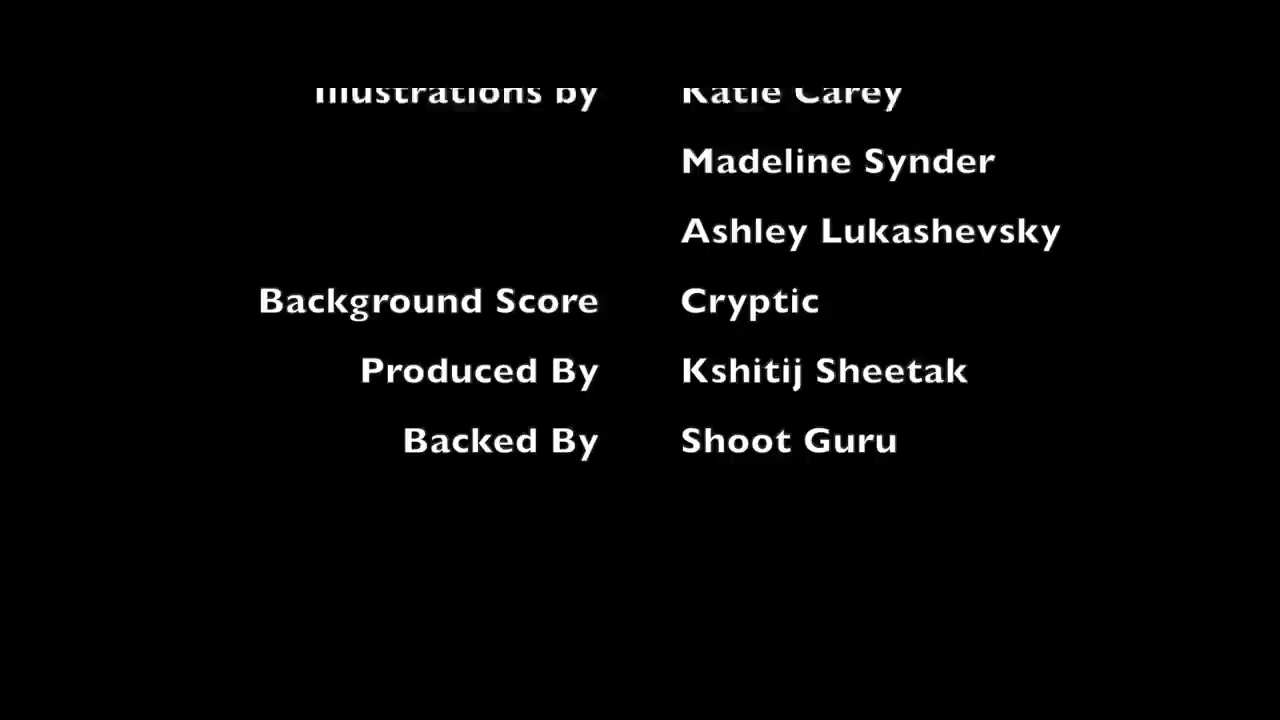 Illustrations by Katie Carey
Madeline Synder
Ashley Lukashevsky
Background Score Cryptic
Produced By Kshitij Sheetak
Backed By Shoot Guru